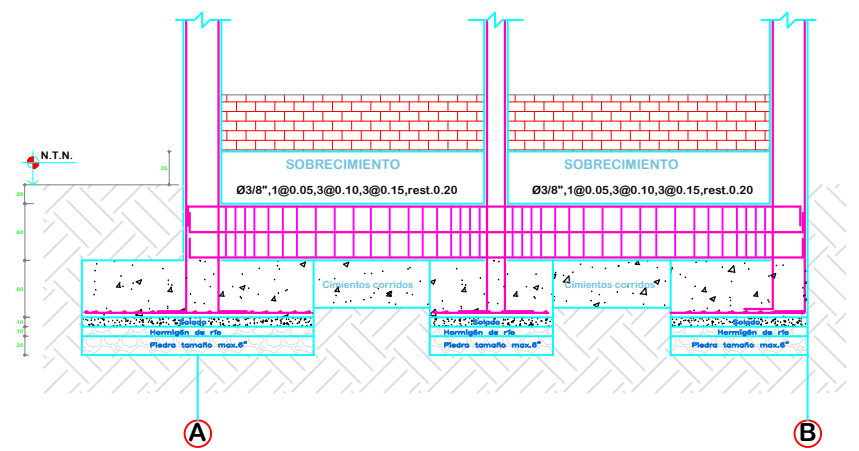 N.T.N.
35
SOBRECIMIENTO
SOBRECIMIENTO
20
Ø3/8",1@0.05,3@0.10,3@0.15,rest.0.20
Ø3/8",1@0.05,3@0.10,3@0.15,rest.0.20
60
Cimientos corridos
Cimientos corridos
60
10
Solado
Solado
Solado
10
Hormigón de río
Hormigón de río
Hormigón de río
20
Piedra tamaño max.6"
Piedra tamaño max.6"
Piedra tamaño max.6"
A
B